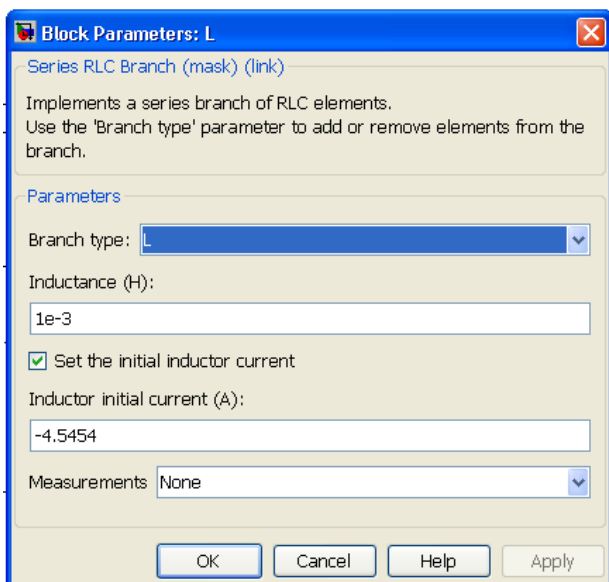 Block Parameters: L
Series RLC Branch (mask) (link)
Implements a series branch of RLC elements.
Use the 'Branch type' parameter to add or remove elements from the
branch.
Parameters
Branch type: L
Inductance (H):
1e-3
Set the initial inductor current
Inductor initial current (A):
-4.5454
Measurements None
OK Cancel Help Apply